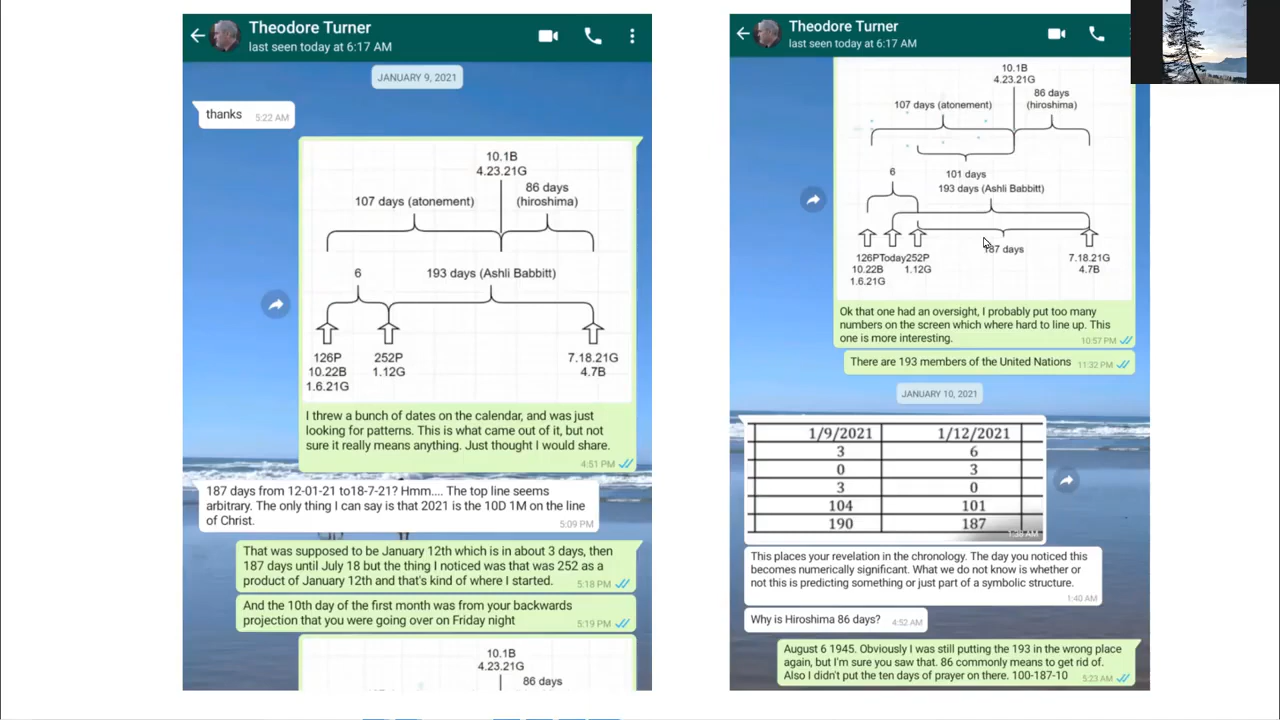 Theodore Turner
last seen today at 6:17 AM
JANUARY 9, 2021
thanks
5:22 AM
10.1B
4.23.21G
107 days (atonement)
86 days
(hiroshima)
6
193 days (Ashli Babbitt)
126P
10.22B
1.6.21G
252P
1.12G
7.18.21G
4.7B
I threw a bunch of dates on the calendar, and was just
looking for patterns. This is what came out of it, but not
sure it really means anything. Just thought I would share.
4:51 PM
187 days from 12-01-21 to18-7-21? Hmm.... The top line seems
arbitrary. The only thing I can say is that 2021 is the 10D 1M on the line
of Christ.
5:09 PM
That was supposed to be January 12th which is in about 3 days, then
187 days until July 18 but the thing I noticed was that was 252 as a
product of January 12th and that's kind of where I started.
5:18 PM
And the 10th day of the first month was from your backwards
projection that you were going over on Friday night
5:19 PM
10.1B
4.23.21G
86 days
Theodore Turner
last seen today at 6:17 AM
10.1B
4.23.21G
107 days (atonement)
86 days
(hiroshima)
6
101 days
193 days (Ashli Babbitt)
187 days
126P
10.22B
1.6.21G
Today
252P
1.12G
7.18.21G
4.7B
Ok that one had an oversight, I probably put too many
numbers on the screen which where hard to line up. This
one is more interesting.
10:57 PM
There are 193 members of the United Nations
11:32 PM
JANUARY 10, 2021
1/9/2021 1/12/2021
3 6
0 3
3 0
104 101
190 187
1:38 AM
This places your revelation in the chronology. The day you noticed this
becomes numerically significant. What we do not know is whether or
not this is predicting something or just part of a symbolic structure.
1:40 AM
Why is Hiroshima 86 days?
4:52 AM
August 6 1945. Obviously I was still putting the 193 in the wrong place
again, but I'm sure you saw that. 86 commonly means to get rid of.
Also I didn't put the ten days of prayer on there. 100-187-10
5:23 AM